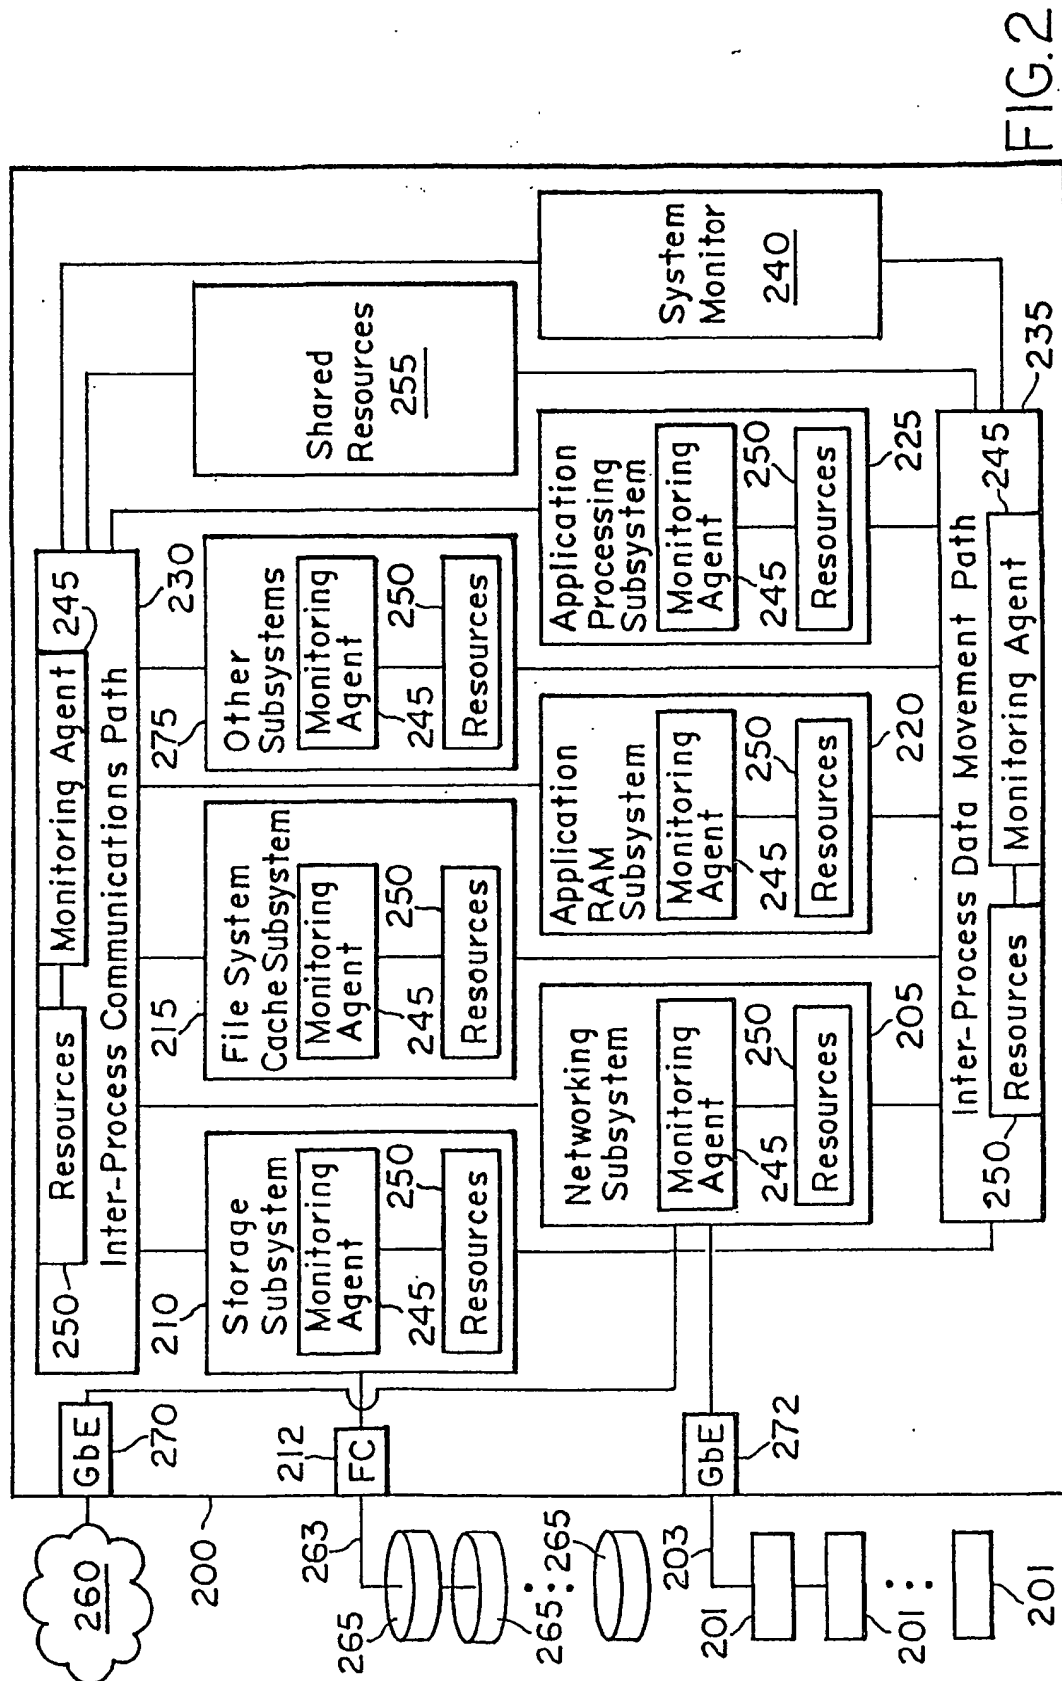 260
GbE
270
200
250
Resources
Monitoring Agent
245
Inter-Process Communications Path
230
210
Storage
Subsystem
Monitoring
Agent
245
250
Resources
215
File System
Cache Subsystem
Monitoring
Agent
245
250
Resources
275
Other
Subsystems
Monitoring
Agent
245
250
Resources
Shared
Resources
255
212
FC
263
265
265
265
Networking
Subsystem
Monitoring
Agent
245
250
Resources
205
Application
RAM
Subsystem
Monitoring
Agent
245
250
Resources
220
Application
Processing
Subsystem
Monitoring
Agent
245
250
Resources
225
System
Monitor
240
GbE
272
203
201
201
201
Inter-Process Data Movement Path
235
250
Resources
Monitoring Agent
245
FIG.2